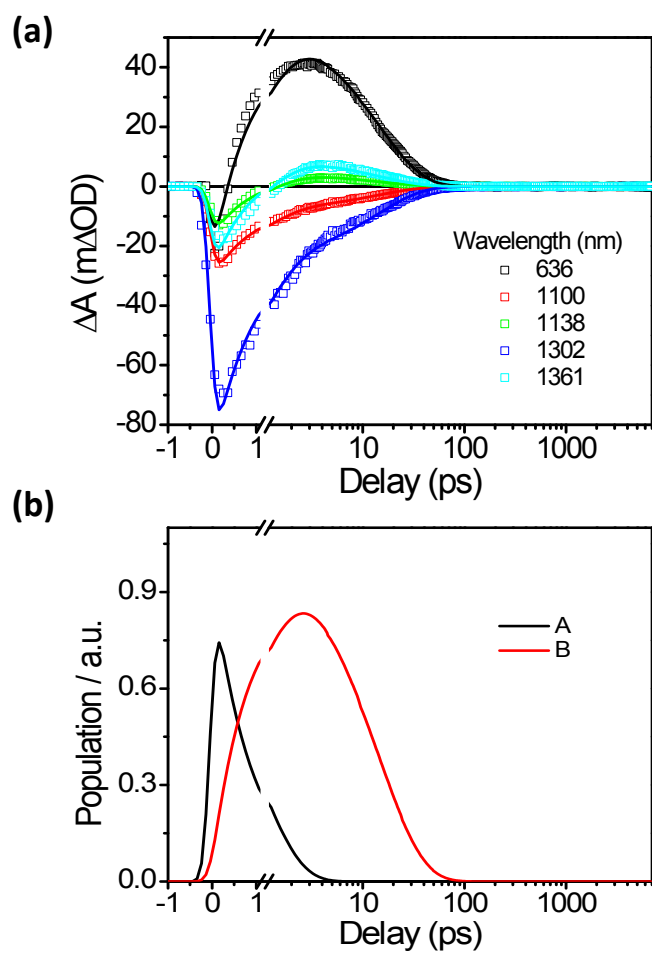 (a)
40
20
0
-20
-40
-60
-80
ΔA (mΔOD)
Wavelength (nm)
636
1100
1138
1302
1361
-1 0 1 10 100 1000
Delay (ps)
(b)
0.9
0.6
0.3
0.0
Population / a.u.
A
B
-1 0 1 10 100 1000
Delay (ps)